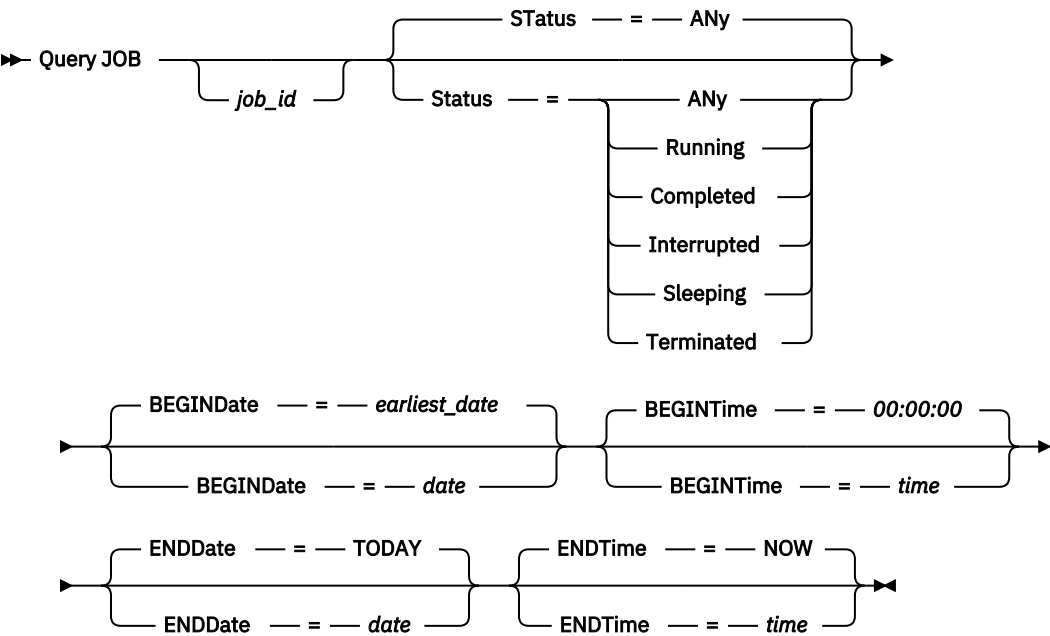 STatus = ANy
Query JOB
job_id
Status = ANy
Running
Completed
Interrupted
Sleeping
Terminated
BEGINDate = earliest_date BEGINTime = 00:00:00
BEGINDate = date BEGINTime = time
ENDDate = TODAY ENDTime = NOW
ENDDate = date ENDTime = time